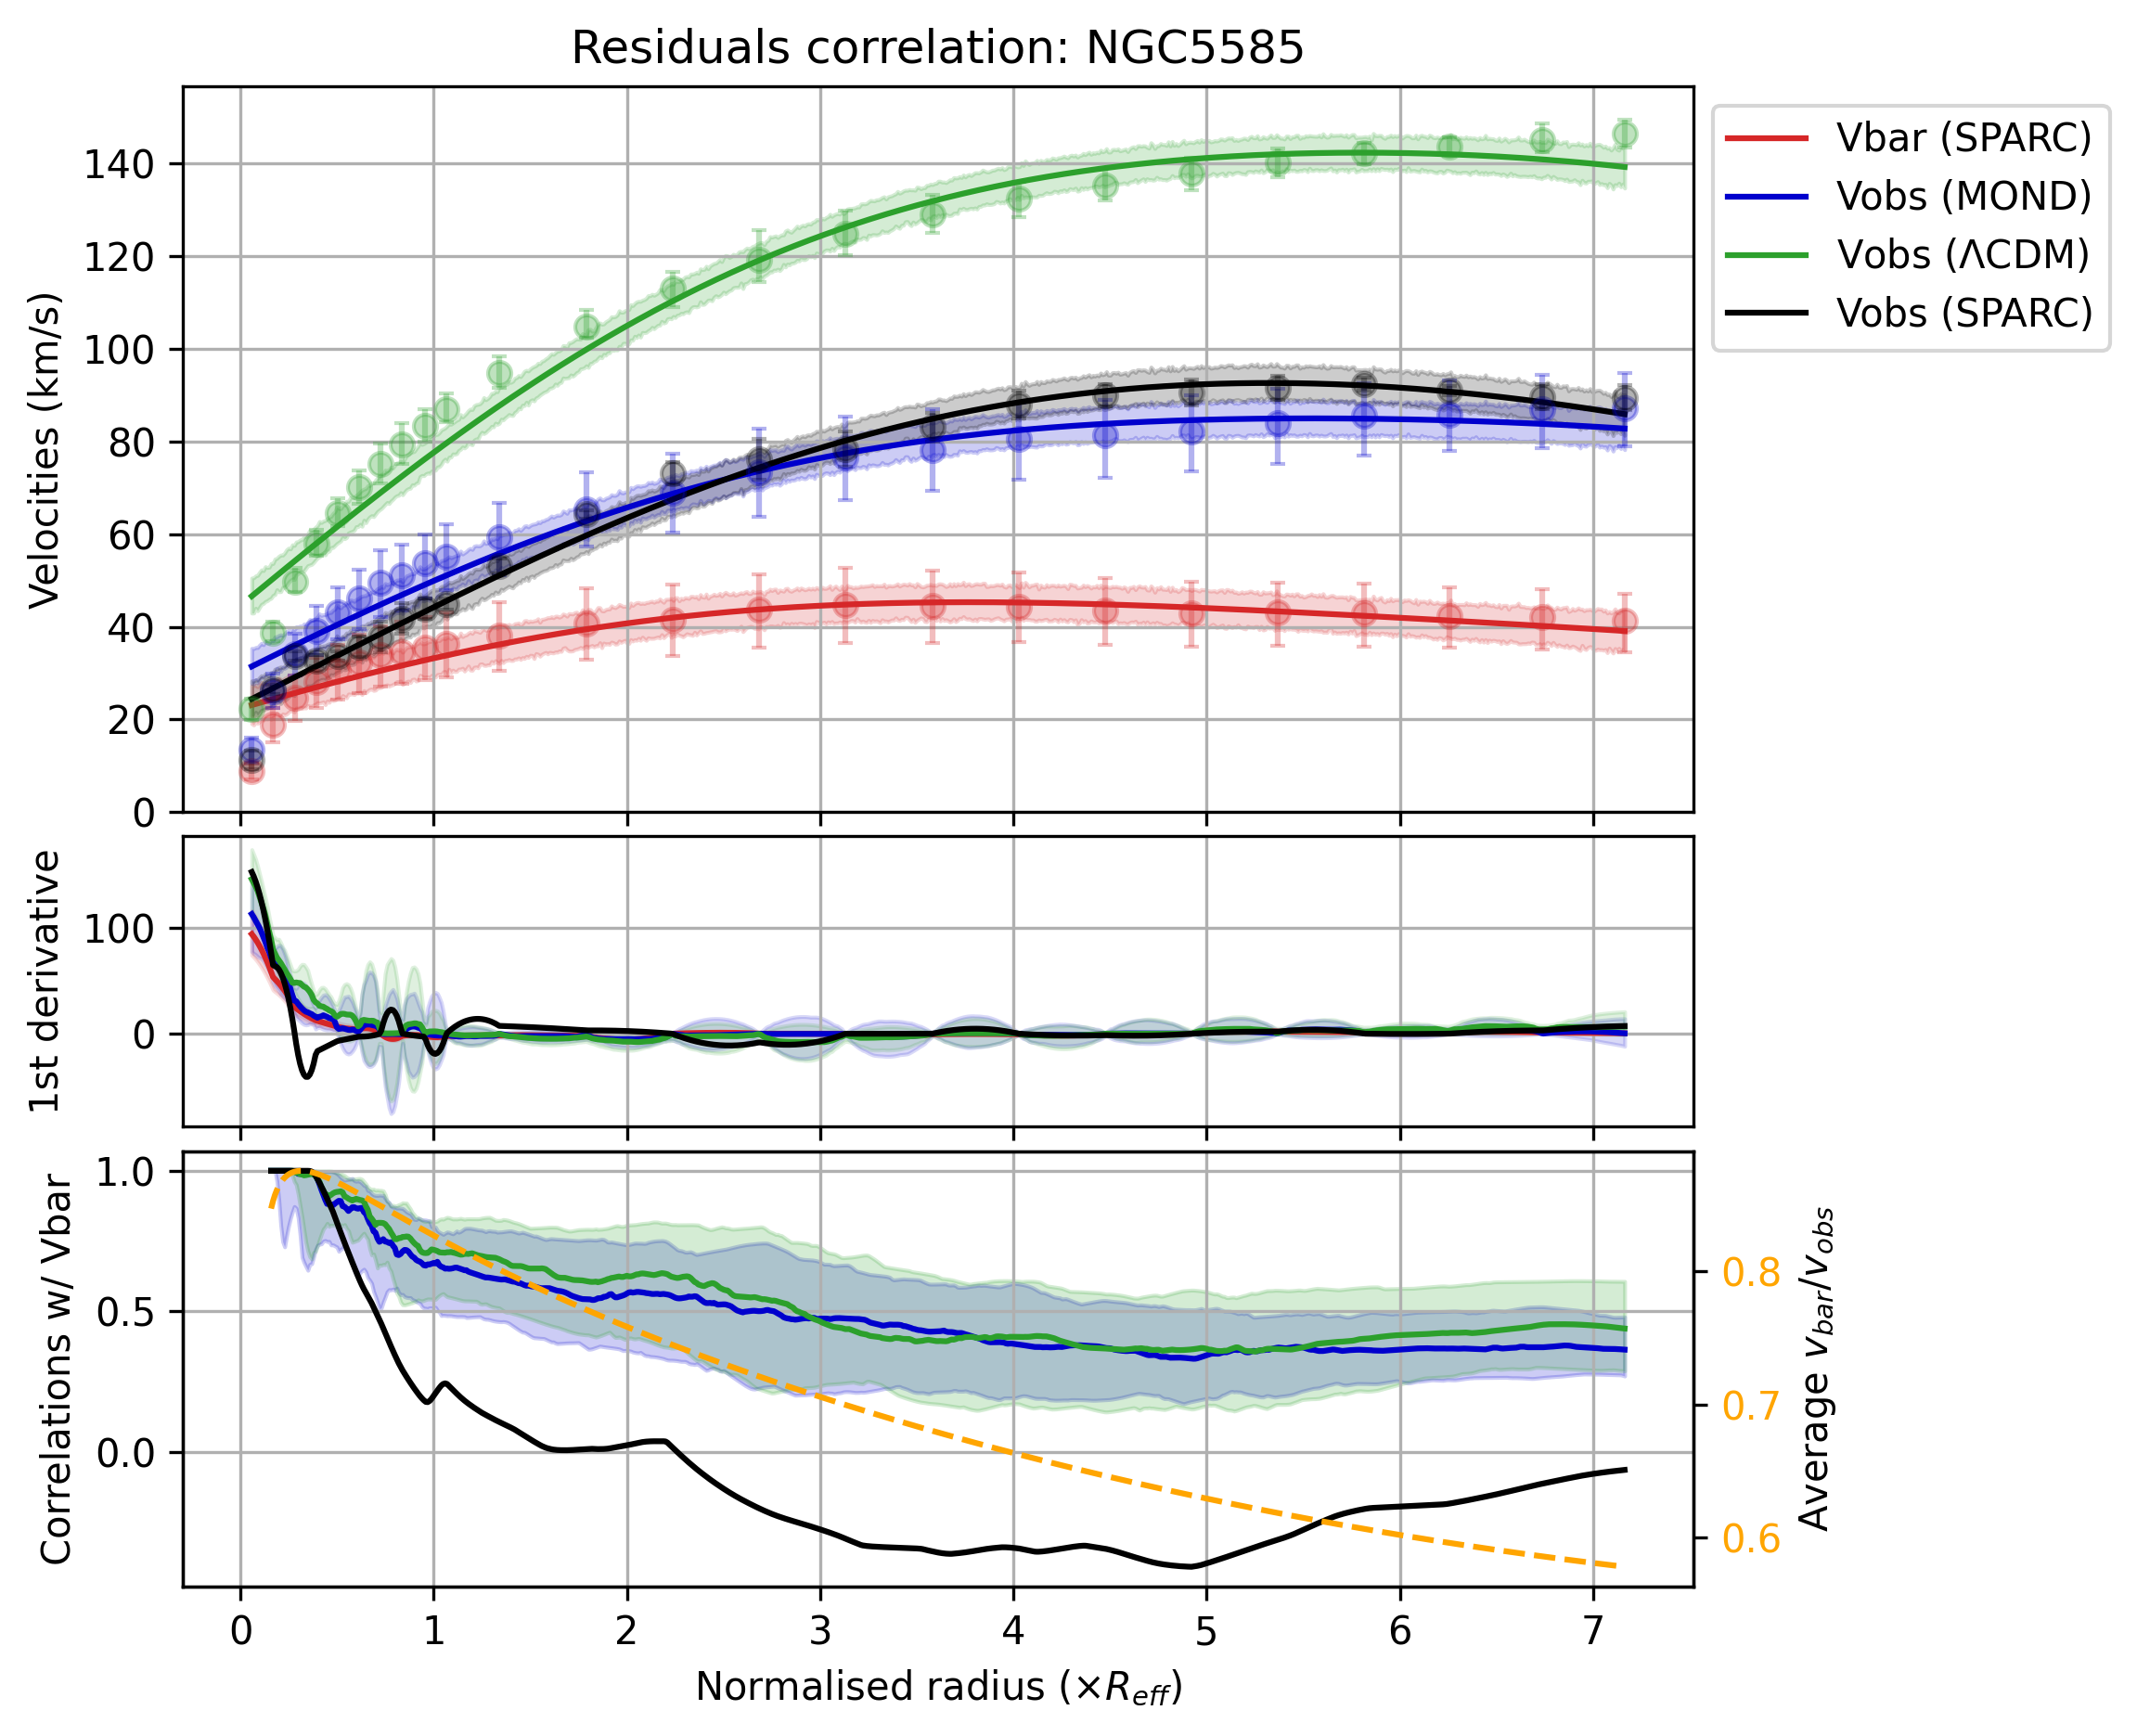 Residuals correlation: NGC5585
Velocities (km/s)
140
120
100
80
60
40
20
0
Vbar (SPARC)
Vobs (MOND)
Vobs (ΛCDM)
Vobs (SPARC)
1st derivative
100
0
Correlations w/ Vbar
1.0
0.5
0.0
0.8
0.7
0.6
Average v_bar/v_obs
0 1 2 3 4 5 6 7
Normalised radius (×R_eff)